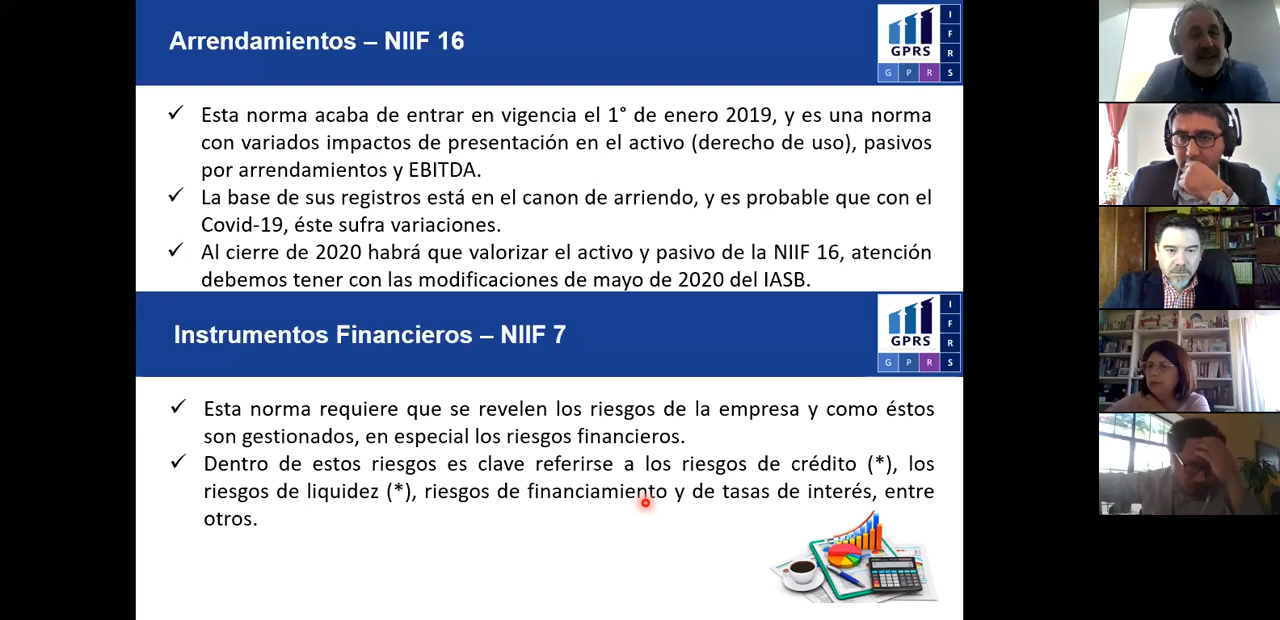 Arrendamientos – NIIF 16
GPRS
I
F
R
G P R S
✓ Esta norma acaba de entrar en vigencia el 1° de enero 2019, y es una norma
con variados impactos de presentación en el activo (derecho de uso), pasivos
por arrendamientos y EBITDA.
✓ La base de sus registros está en el canon de arriendo, y es probable que con el
Covid-19, éste sufra variaciones.
✓ Al cierre de 2020 habrá que valorizar el activo y pasivo de la NIIF 16, atención
debemos tener con las modificaciones de mayo de 2020 del IASB.
Instrumentos Financieros – NIIF 7
GPRS
I
F
R
G P R S
✓ Esta norma requiere que se revelen los riesgos de la empresa y como éstos
son gestionados, en especial los riesgos financieros.
✓ Dentro de estos riesgos es clave referirse a los riesgos de crédito (*), los
riesgos de liquidez (*), riesgos de financiamiento y de tasas de interés, entre
otros.